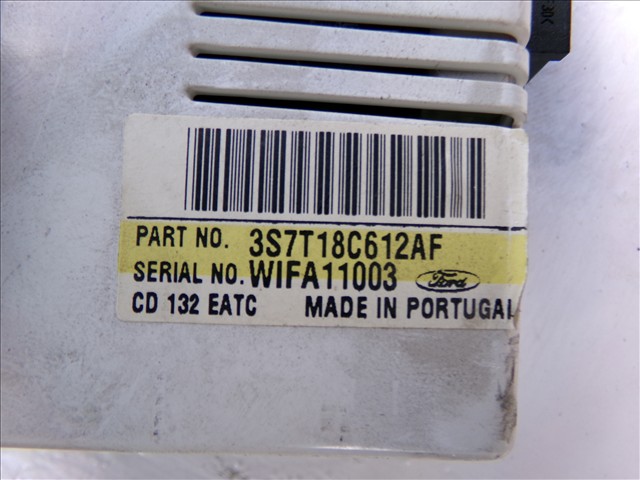 PART NO. 3S7T18C612AF
SERIAL NO. WIFA11003 Ford
CD 132 EATC MADE IN PORTUGAL